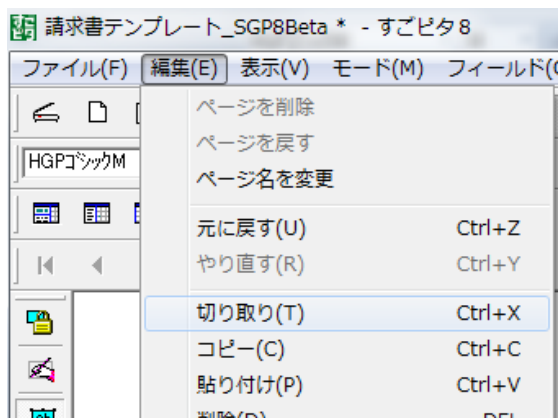 請求書テンプレート_SGP8Beta * - すごピタ8
ファイル(F) 編集(E) 表示(V) モード(M) フィールド(
ページを削除
ページを戻す
HGPゴシックM
ページ名を変更
元に戻す(U) Ctrl+Z
やり直す(R) Ctrl+Y
切り取り(T) Ctrl+X
コピー(C) Ctrl+C
貼り付け(P) Ctrl+V
削除(D) DEL